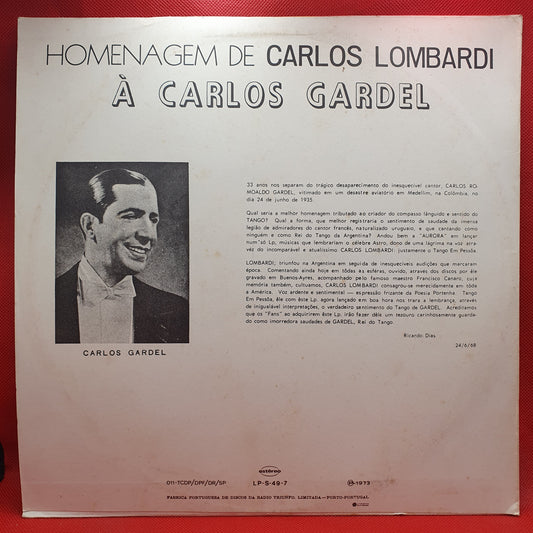 HOMENAGEM DE CARLOS LOMBARDI
À CARLOS GARDEL
33 anos nos separam do trágico desaparecimento do inesquecível cantor, CARLOS RO
MOALDO GARDEL, vitimado em um desastre aviatório em Medellim, na Colômbia, no
dia 24 de junho de 1935.
Qual seria a melhor homenagem tributado ao criador do compasso lânguido e sentido do
TANGO? Qual a forma, que melhor registraria o sentimento de saudade da imensa
legião de admiradores do cantor francês, naturalizado uruguaio, e que cantando como
ninguém e como Rei do Tango da Argentina? Andou bem a "AURORA" em lançar
num "só Lp, músicas que lembrariam o célebre Astro, dono de uma lágrima na voz atra
véz do incomparável e atualíssimo, CARLOS LOMBARDI: justamente o Tango Em Pessôa.
LOMBARDI; triunfou na Argentina em seguida de inesquecíveis audições que marcaram
época. Comentando ainda hoje em tôdas as esferas, ouvido, através dos discos por êle
gravado em Buenos-Ayres, acompanhado pelo famoso maestro Francisco Canaro; cuja
memória também, cultuamos, CARLOS LOMBARDI consagrou-se merecidamente em tôda
a América. Voz ardente e sentimental — expressão frizante da Poesia Portenha. Tango
Em Pessôa, êle com êste Lp. agora lançado em boa hora nos trará a lembrança, através
de inigualável interpretações, o verdadeiro sentimento do Tango de GARDEL. Acreditamos
que os "Fans" ao adquirirem êste Lp. irão fazer dêle um tesouro carinhosamente guarda-
do como imorredora saudades de GARDEL, Rei do Tango.
Ricardo Dias
24/6/68
CARLOS GARDEL
estéreo
011-TCDP/DPF/DR/SP LP-S-49-7 Ⓟ-1973
FABRICA PORTUGUESA DE DISCOS DA RADIO TRIUNFO, LIMITADA—PORTO-PORTUGAL